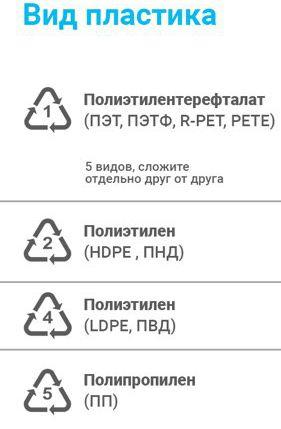 Вид пластика
1
Полиэтилентерефталат
(ПЭТ, ПЭТФ, R-PET, PETE)
5 видов, сложите
отдельно друг от друга
2
Полиэтилен
(HDPE , ПНД)
4
Полиэтилен
(LDPE, ПВД)
5
Полипропилен
(ПП)